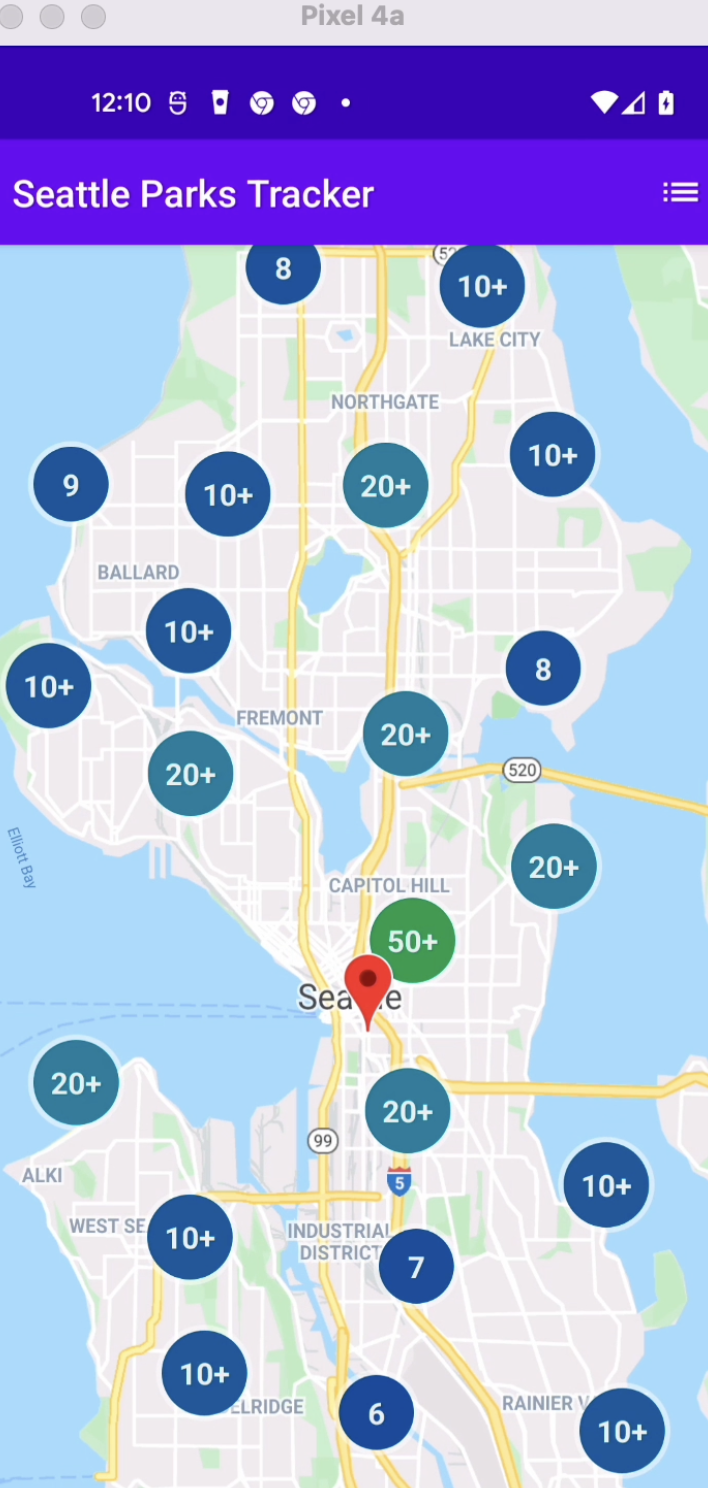 Pixel 4a
12:10
Seattle Parks Tracker
8
10+
LAKE CITY
NORTHGATE
10+
9
10+
20+
BALLARD
10+
10+
8
FREMONT
20+
20+
520
Elliott Bay
20+
CAPITOL HILL
50+
Sea e
20+
20+
99
ALKI
5
10+
WEST SE
10+
INDUSTRIAL
DISTRICT
7
10+
ELRIDGE
RAINIER V
6
10+